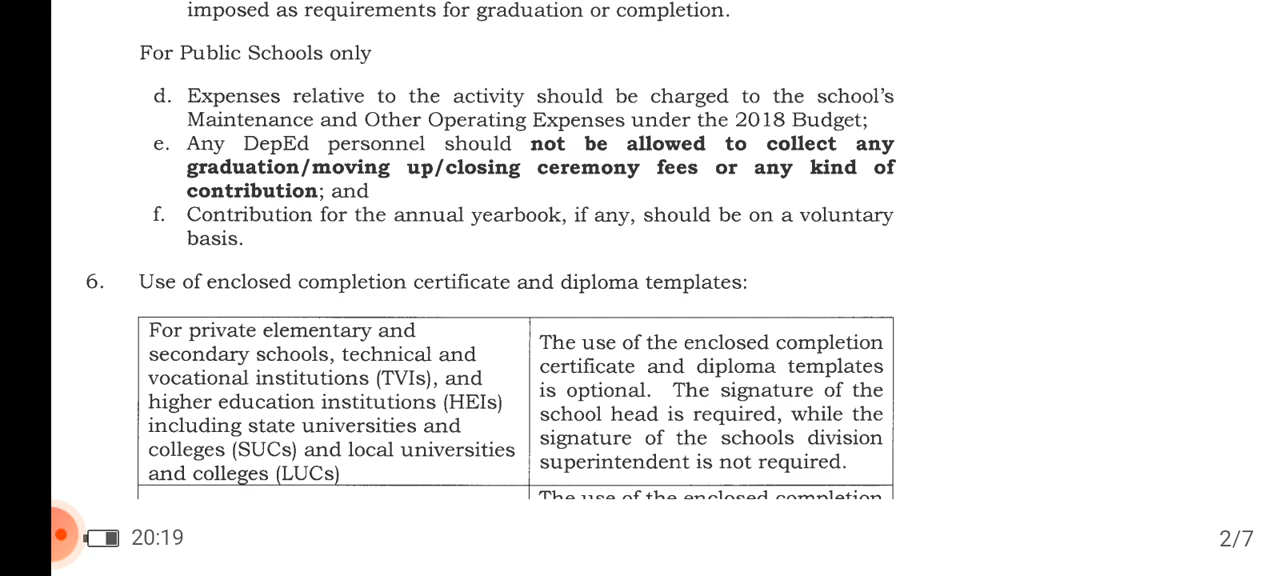 imposed as requirements for graduation or completion.
For Public Schools only
d. Expenses relative to the activity should be charged to the school's
Maintenance and Other Operating Expenses under the 2018 Budget;
e. Any DepEd personnel should not be allowed to collect any
graduation/moving up/closing ceremony fees or any kind of
contribution; and
f. Contribution for the annual yearbook, if any, should be on a voluntary
basis.
6. Use of enclosed completion certificate and diploma templates:
For private elementary and
secondary schools, technical and
vocational institutions (TVIs), and
higher education institutions (HEIs)
including state universities and
colleges (SUCs) and local universities
and colleges (LUCs)
The use of the enclosed completion
certificate and diploma templates
is optional. The signature of the
school head is required, while the
signature of the schools division
superintendent is not required.
The use of the enclosed completion
20:19
2/7